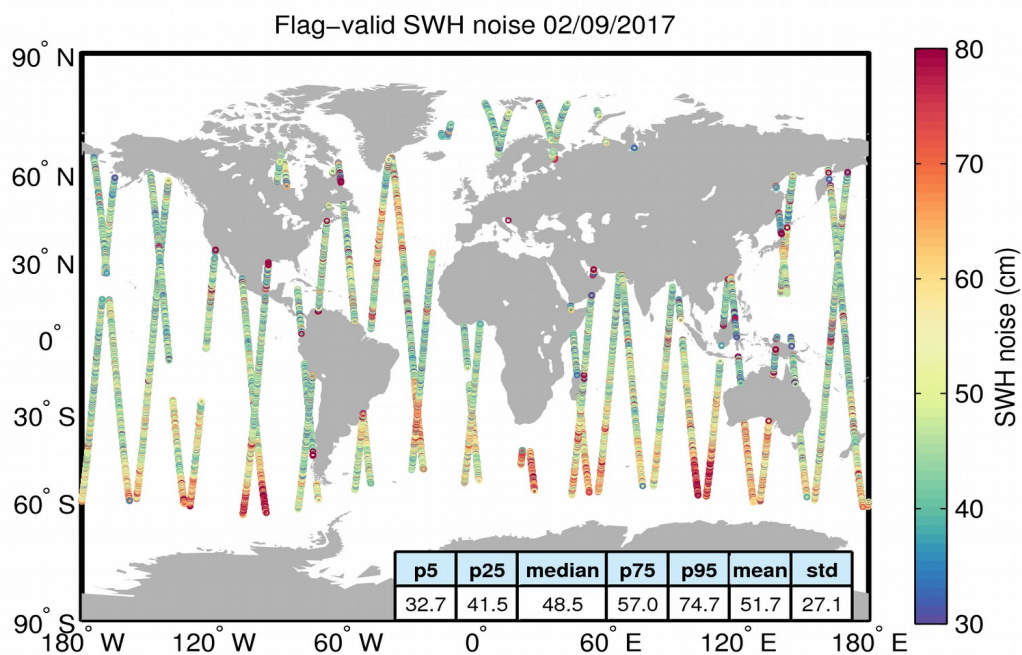 Flag−valid SWH noise 02/09/2017
90° N
60° N
30° N
0°
30° S
60° S
90° S
180° W
120° W
60° W
0°
60° E
120° E
180° E
80
70
60
50
40
30
SWH noise (cm)
p5 p25 median p75 p95 mean std
32.7 41.5 48.5 57.0 74.7 51.7 27.1